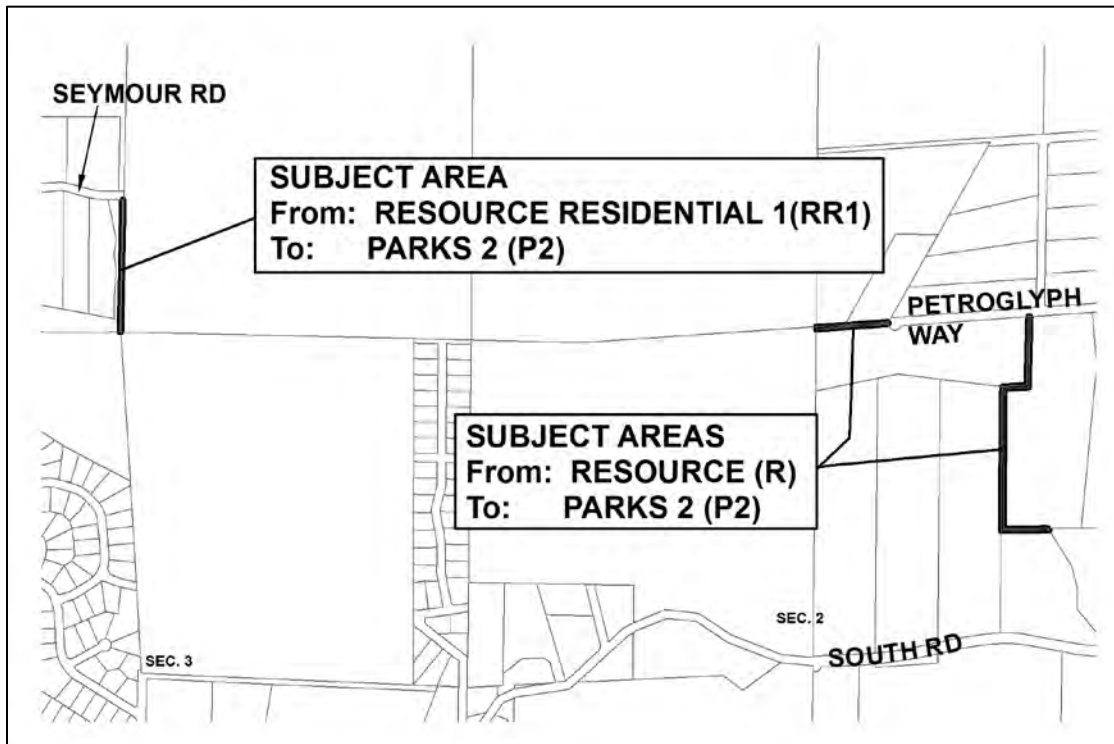 SEYMOUR RD
SUBJECT AREA
From: RESOURCE RESIDENTIAL 1(RR1)
To: PARKS 2 (P2)
PETROGLYPH
WAY
SUBJECT AREAS
From: RESOURCE (R)
To: PARKS 2 (P2)
SEC. 2
SOUTH RD
SEC. 3